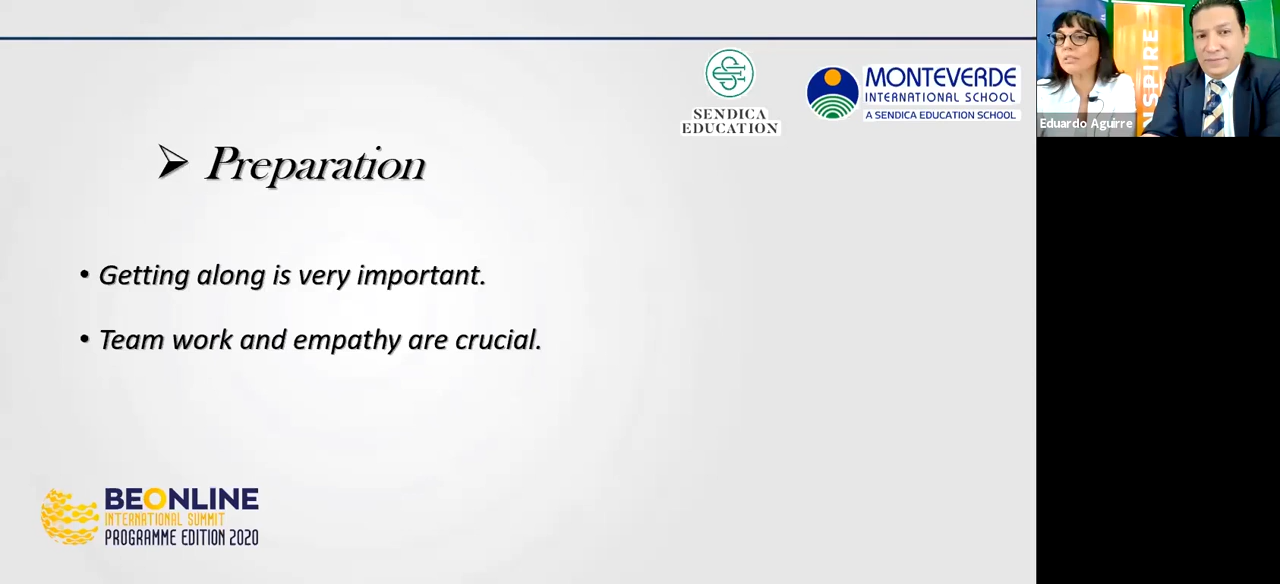 SENDICA
EDUCATION
MONTEVERDE
INTERNATIONAL SCHOOL
A SENDICA EDUCATION SCHOOL
NSPIRE
Eduardo Aguirre
Preparation
• Getting along is very important.
• Team work and empathy are crucial.
BEONLINE
INTERNATIONAL SUMMIT
PROGRAMME EDITION 2020